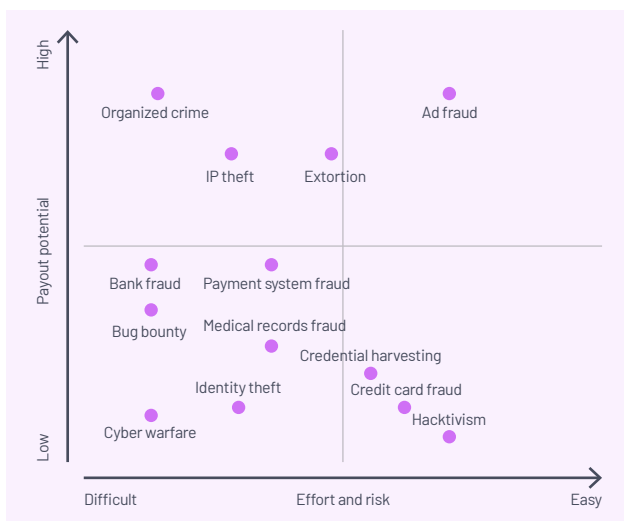 High
Organized crime
Ad fraud
IP theft
Extortion
Payout potential
Bank fraud
Payment system fraud
Bug bounty
Medical records fraud
Credential harvesting
Identity theft
Credit card fraud
Hacktivism
Cyber warfare
Low
Difficult
Effort and risk
Easy